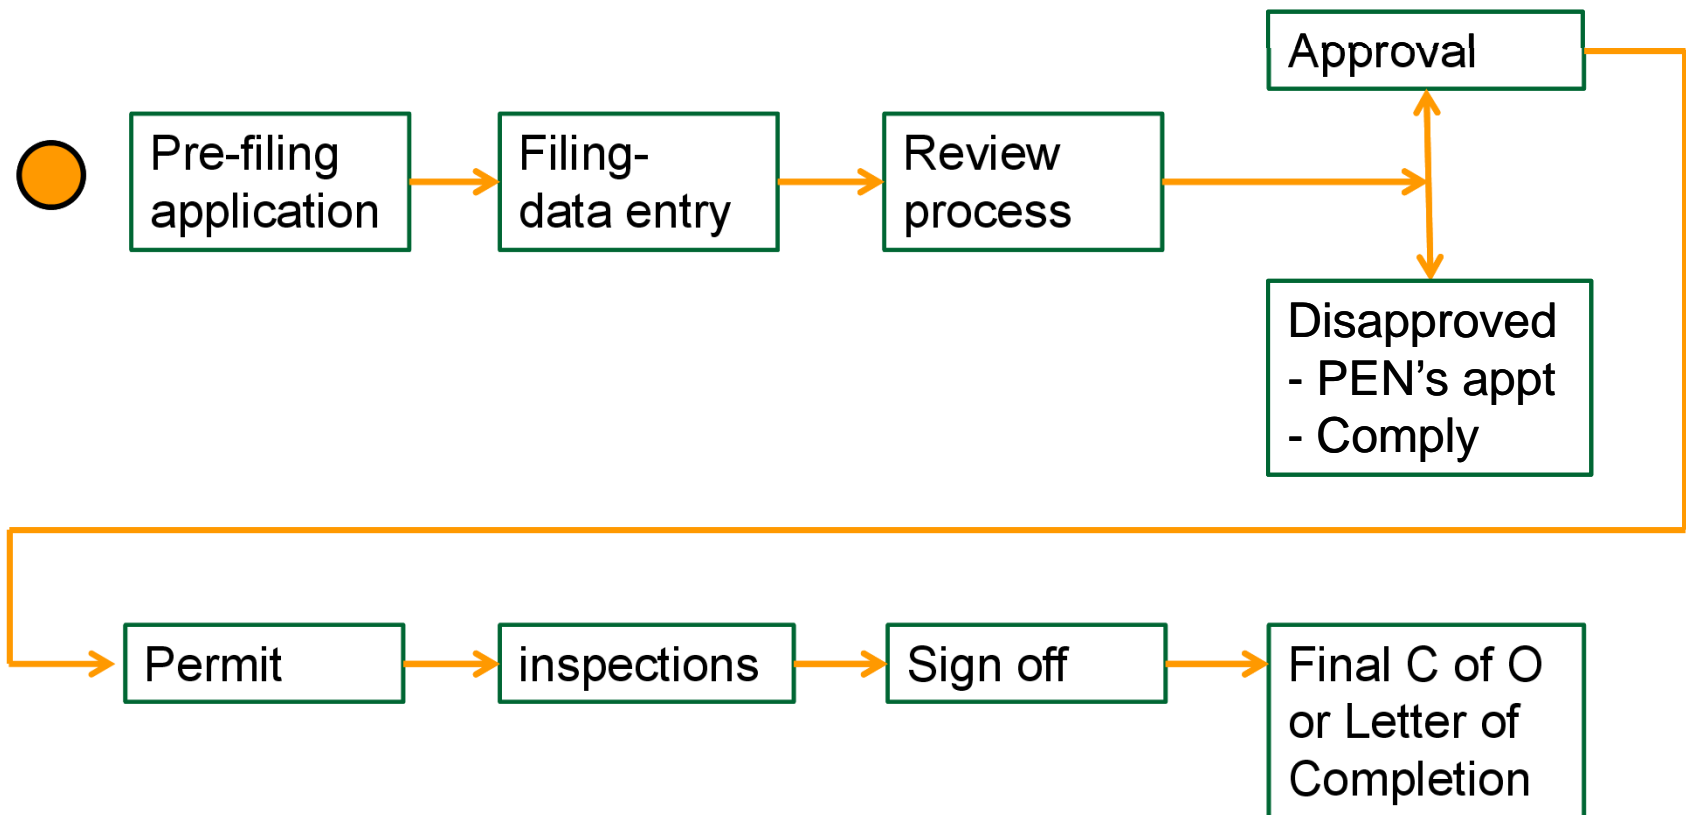 Approval
Pre-filing
application
Filing-
data entry
Review
process
Disapproved
- PEN’s appt
- Comply
Permit
inspections
Sign off
Final C of O
or Letter of
Completion